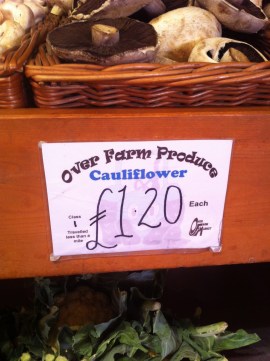 Over Farm Produce
Cauliflower
£1.20
Each
Class
1
Travelled
less than a
mile